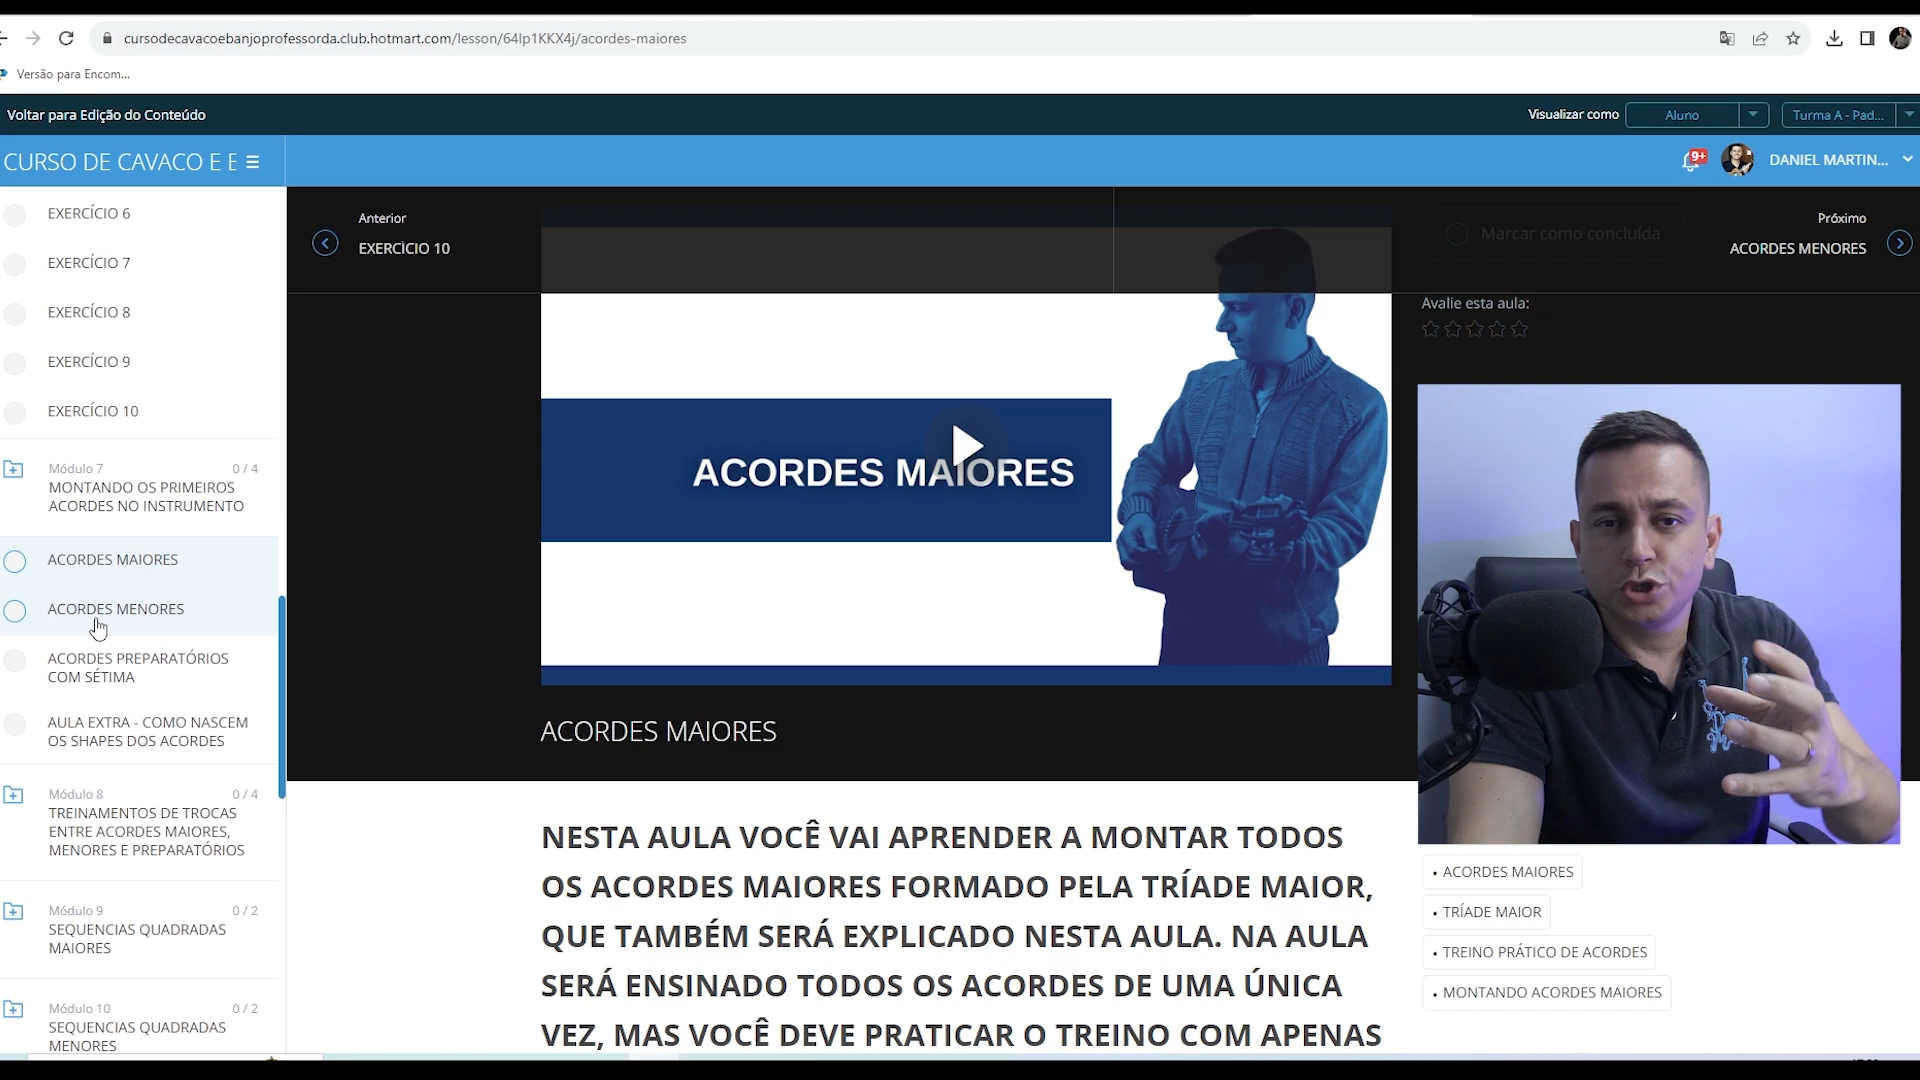 cursodecavacoebanjoprofessorda.club.hotmart.com/lesson/64lp1KKX4j/acordes-maiores
Versão para Encom...
Voltar para Edição do Conteúdo
Visualizar como
Aluno
Turma A - Pad...
CURSO DE CAVACO E E
9+
DANIEL MARTIN...
EXERCÍCIO 6
EXERCÍCIO 7
EXERCÍCIO 8
EXERCÍCIO 9
EXERCÍCIO 10
Módulo 7
0 / 4
MONTANDO OS PRIMEIROS
ACORDES NO INSTRUMENTO
ACORDES MAIORES
ACORDES MENORES
ACORDES PREPARATÓRIOS
COM SÉTIMA
AULA EXTRA - COMO NASCEM
OS SHAPES DOS ACORDES
Módulo 8
0 / 4
TREINAMENTOS DE TROCAS
ENTRE ACORDES MAIORES,
MENORES E PREPARATÓRIOS
Módulo 9
0 / 2
SEQUENCIAS QUADRADAS
MAIORES
Módulo 10
0 / 2
SEQUENCIAS QUADRADAS
MENORES
Anterior
EXERCÍCIO 10
Marcar como concluída
Próximo
ACORDES MENORES
Avalie esta aula:
ACORDES MAIORES
ACORDES MAIORES
NESTA AULA VOCÊ VAI APRENDER A MONTAR TODOS
OS ACORDES MAIORES FORMADO PELA TRÍADE MAIOR,
QUE TAMBÉM SERÁ EXPLICADO NESTA AULA. NA AULA
SERÁ ENSINADO TODOS OS ACORDES DE UMA ÚNICA
VEZ, MAS VOCÊ DEVE PRATICAR O TREINO COM APENAS
• ACORDES MAIORES
• TRÍADE MAIOR
• TREINO PRÁTICO DE ACORDES
• MONTANDO ACORDES MAIORES